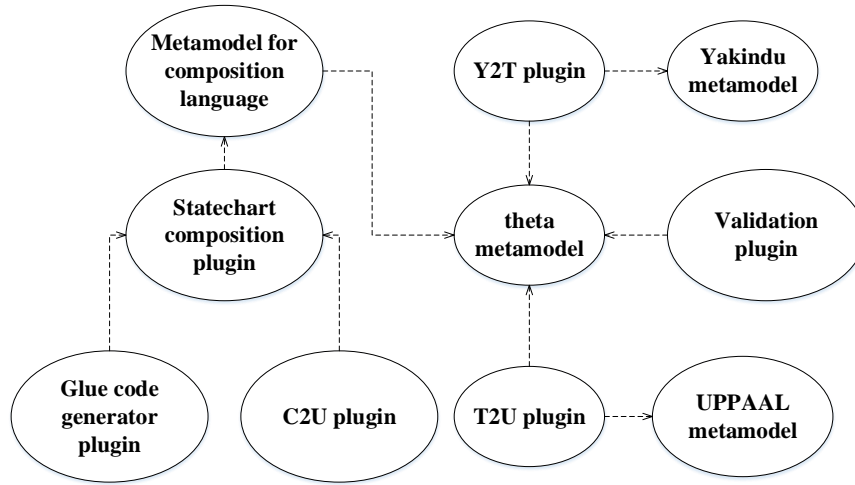 Metamodel for
composition
language
Y2T plugin
Yakindu
metamodel
Statechart
composition
plugin
theta
metamodel
Validation
plugin
Glue code
generator
plugin
C2U plugin
T2U plugin
UPPAAL
metamodel